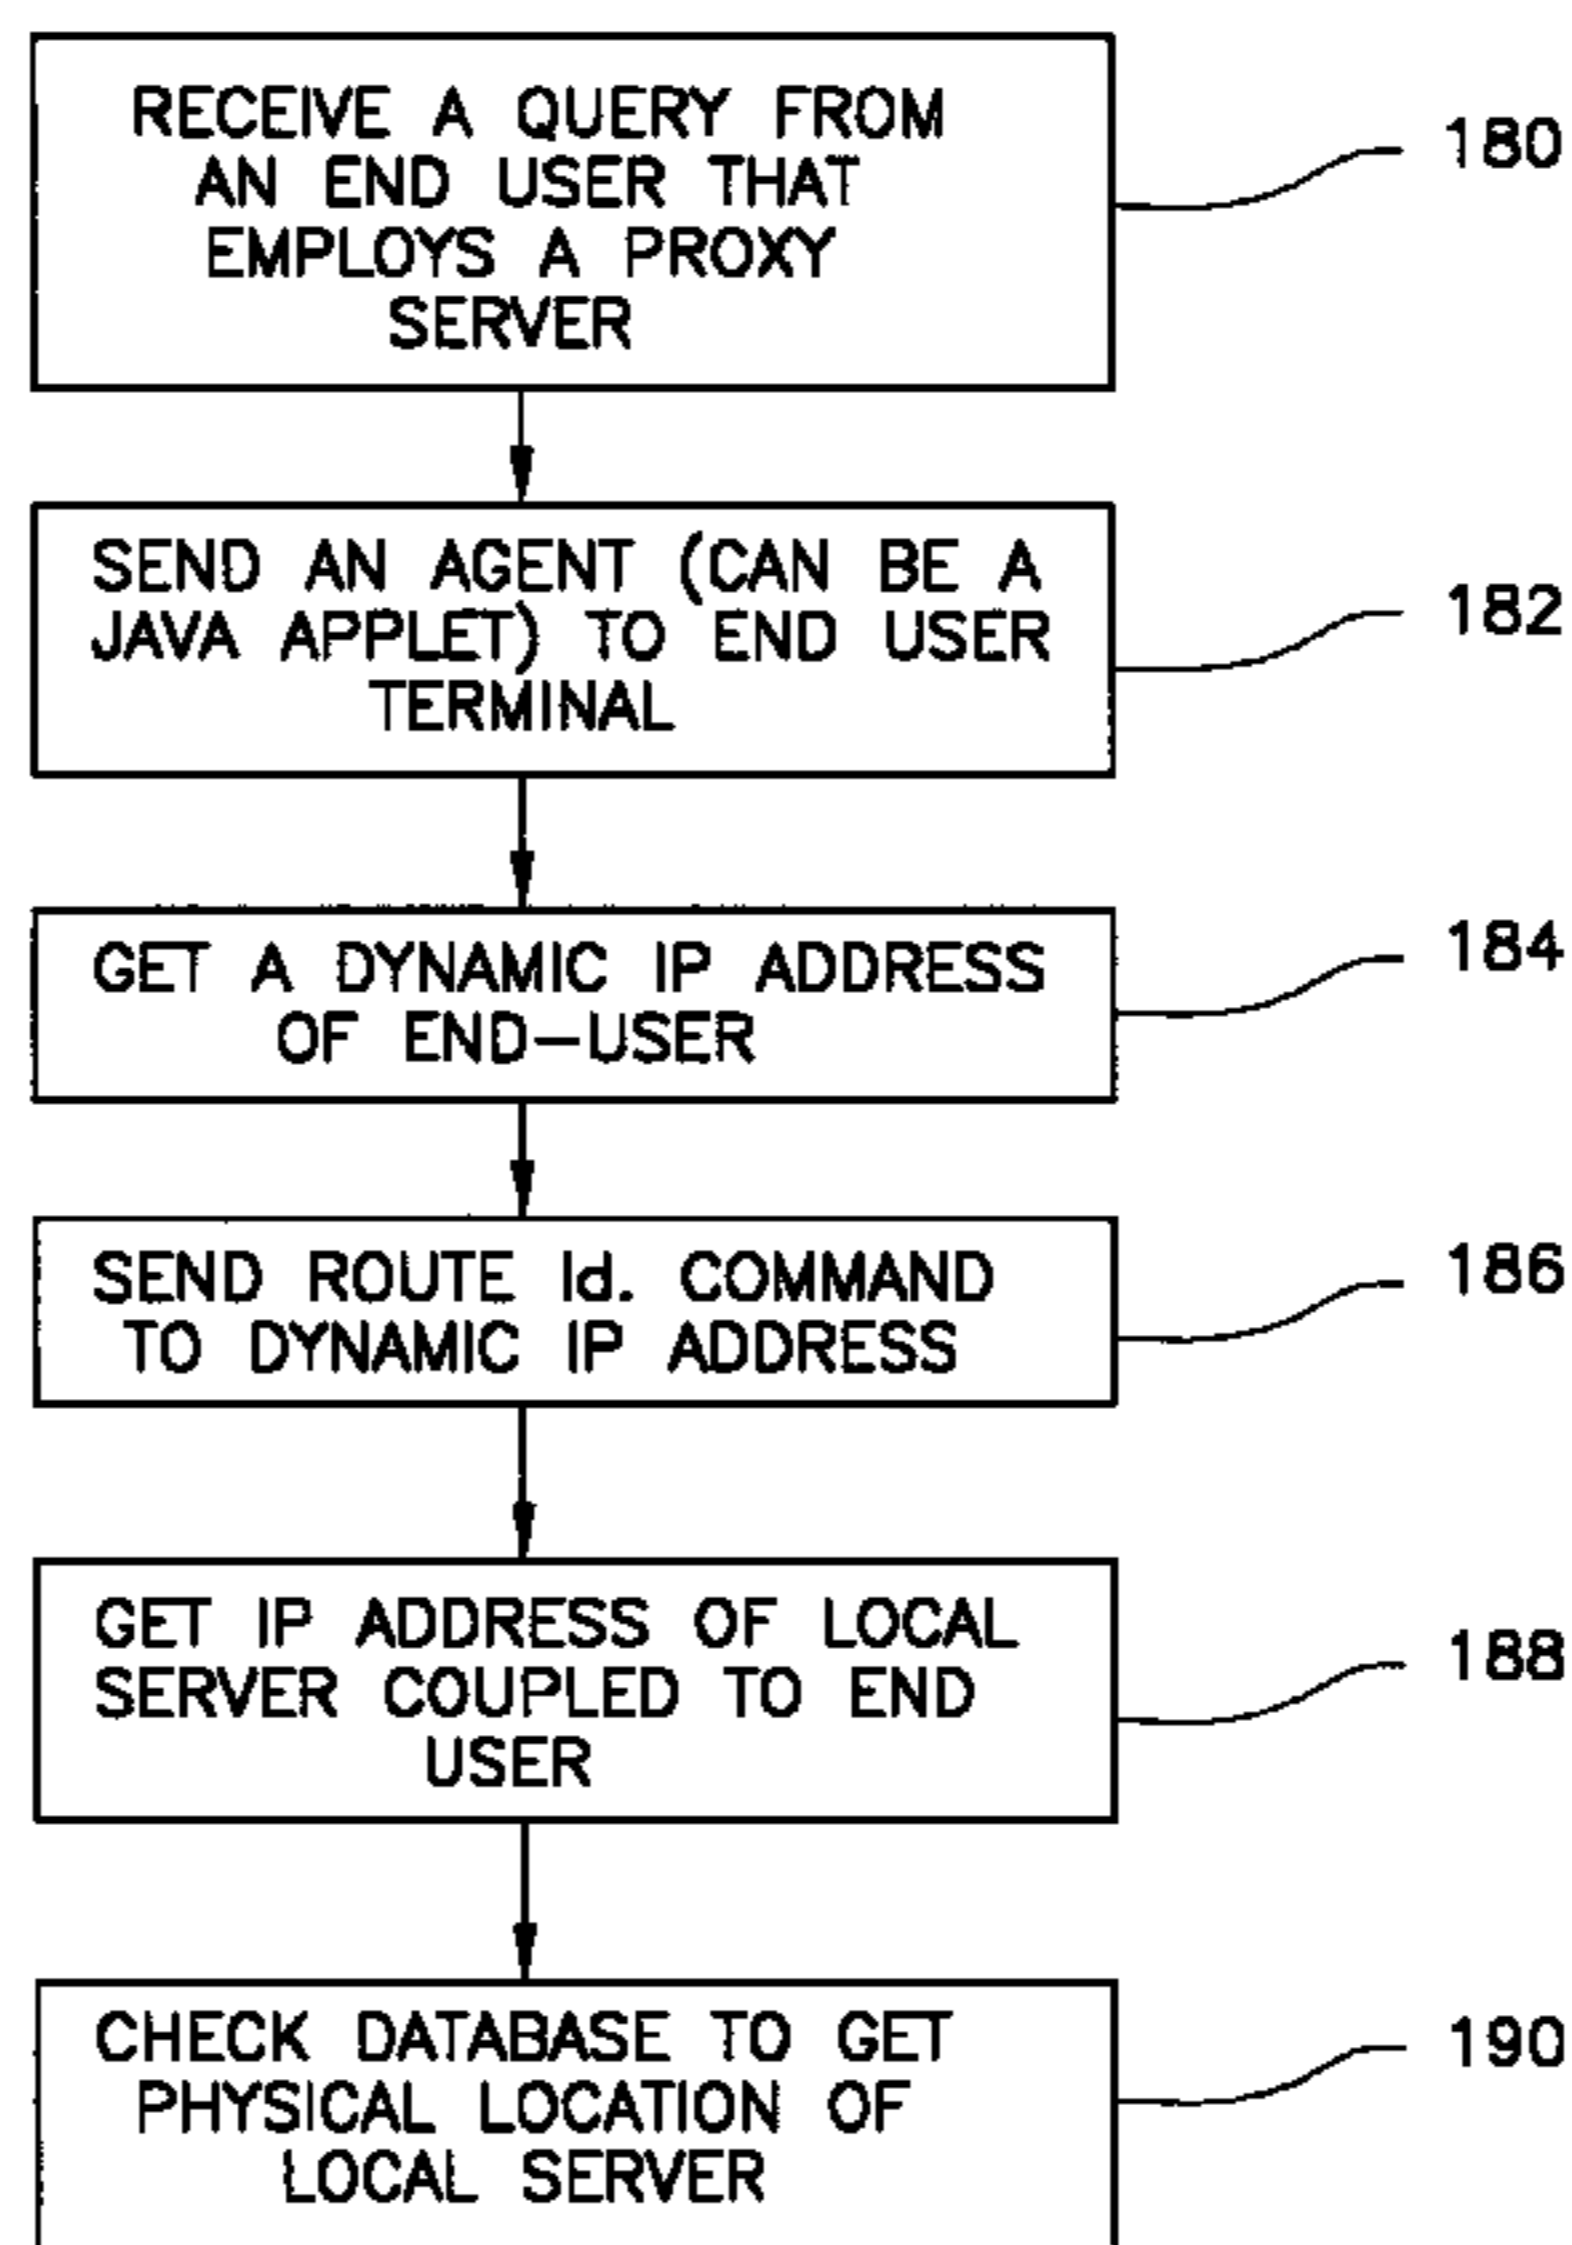 RECEIVE A QUERY FROM
AN END USER THAT
EMPLOYS A PROXY
SERVER
180
SEND AN AGENT (CAN BE A
JAVA APPLET) TO END USER
TERMINAL
182
GET A DYNAMIC IP ADDRESS
OF END-USER
184
SEND ROUTE Id. COMMAND
TO DYNAMIC IP ADDRESS
186
GET IP ADDRESS OF LOCAL
SERVER COUPLED TO END
USER
188
CHECK DATABASE TO GET
PHYSICAL LOCATION OF
LOCAL SERVER
190